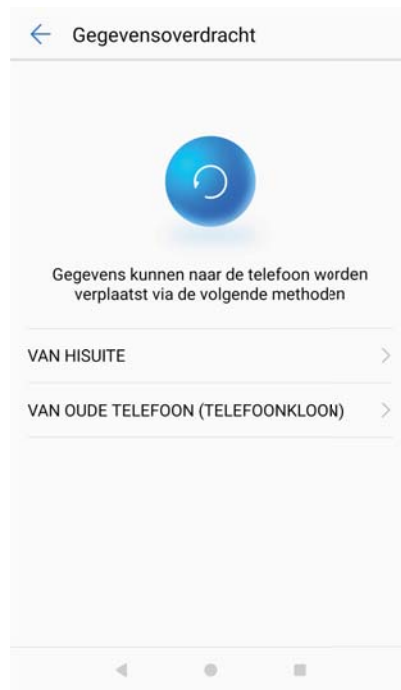 Gegevensoverdracht
Gegevens kunnen naar de telefoon worden
verplaatst via de volgende methoden
VAN HISUITE
VAN OUDE TELEFOON (TELEFOONKLOON)